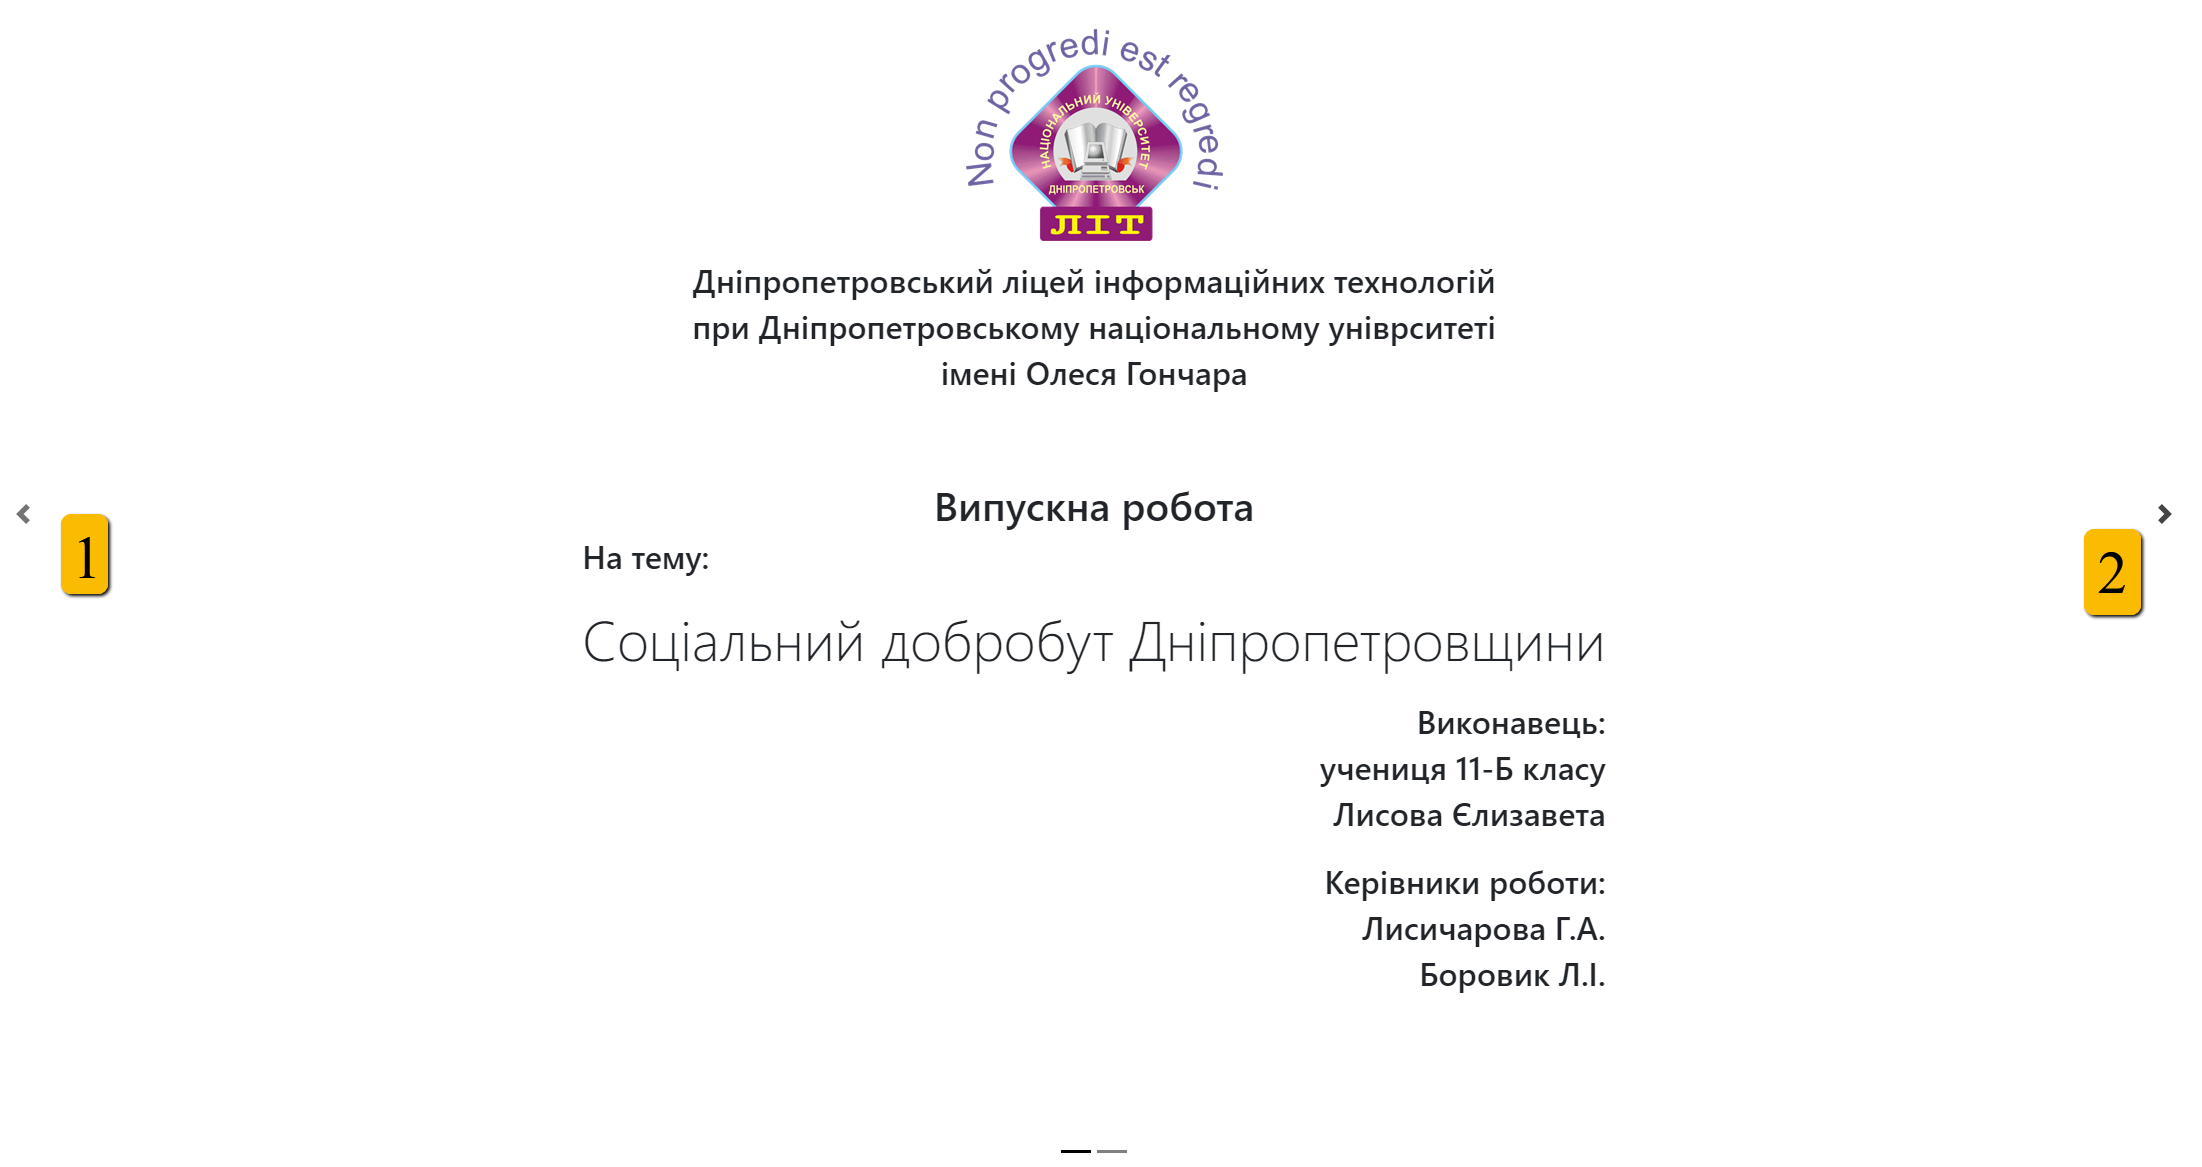 Non progredi est regredi
НАЦІОНАЛЬНИЙ УНІВЕРСИТЕТ
ДНІПРОПЕТРОВСЬК
ЛІТ
Дніпропетровський ліцей інформаційних технологій
при Дніпропетровському національному уніврситеті
імені Олеся Гончара
Випускна робота
1
2
На тему:
Соціальний добробут Дніпропетровщини
Виконавець:
учениця 11-Б класу
Лисова Єлизавета
Керівники роботи:
Лисичарова Г.А.
Боровик Л.І.